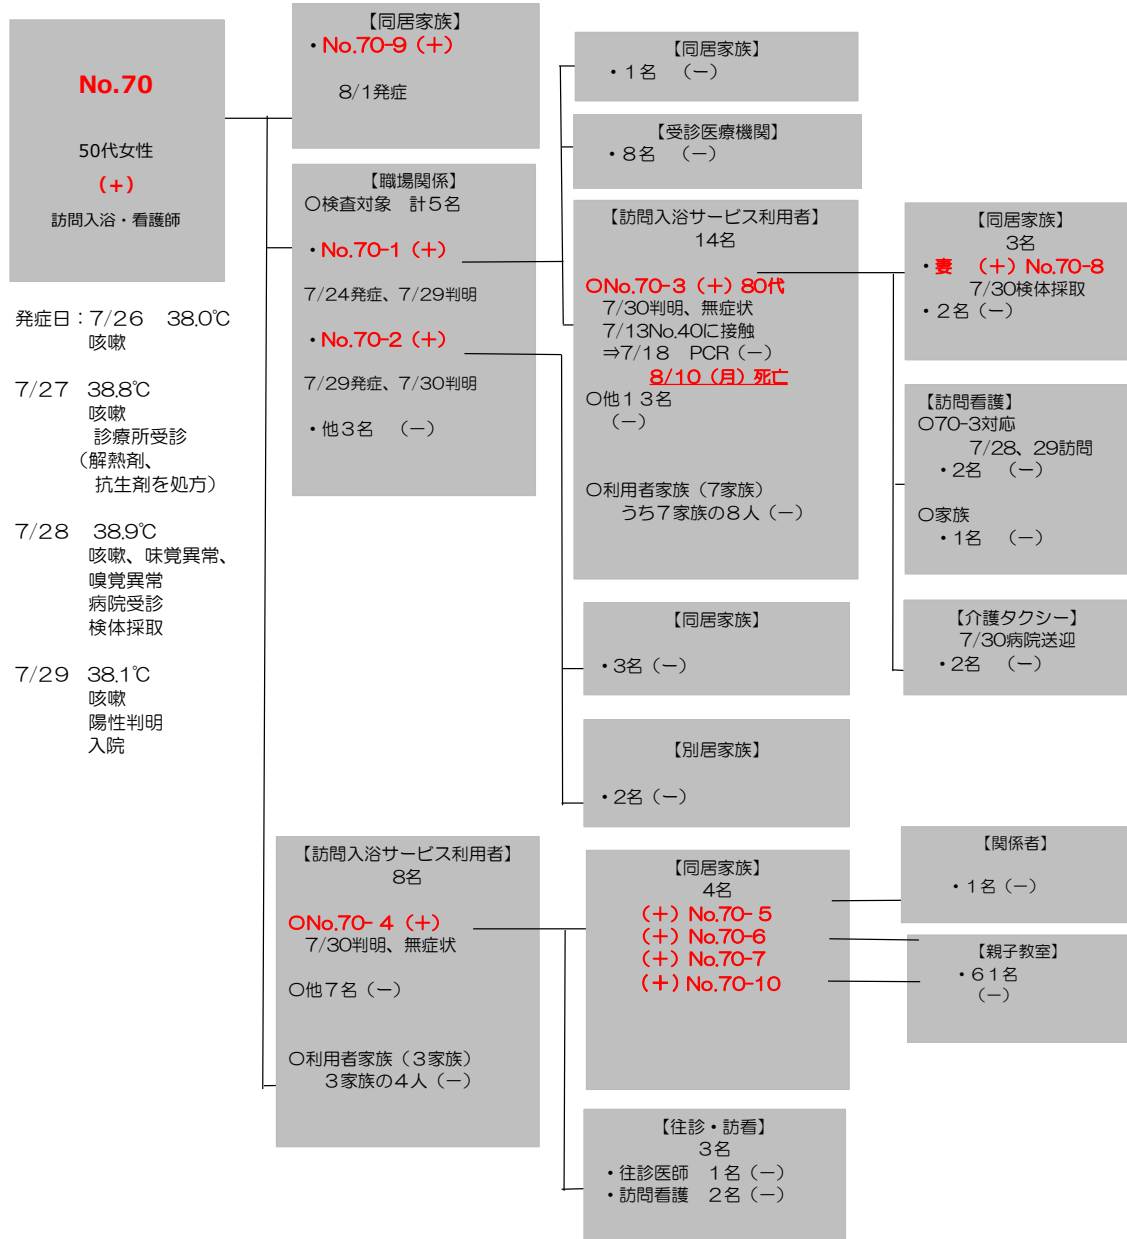 No.70
50代女性
(+)
訪問入浴・看護師
発症日：7/26　38.0℃
咳嗽
7/27　38.8℃
咳嗽
診療所受診
（解熱剤、
抗生剤を処方）
7/28　38.9℃
咳嗽、味覚異常、
嗅覚異常
病院受診
検体採取
7/29　38.1℃
咳嗽
陽性判明
入院
【同居家族】
・No.70-9（+）
8/1発症
【職場関係】
〇検査対象　計５名
・No.70-1（+）
7/24発症、7/29判明
・No.70-2（+）
7/29発症、7/30判明
・他３名　（－）
【訪問入浴サービス利用者】
8名
〇No.70- 4（+）
7/30判明、無症状
〇他７名（－）
〇利用者家族（３家族）
３家族の４人（－）
【同居家族】
・１名　（－）
【受診医療機関】
・８名　（－）
【訪問入浴サービス利用者】
14名
〇No.70-3（+）80代
7/30判明、無症状
7/13No.40に接触
⇒7/18　PCR（－）
8/10（月）死亡
〇他１３名
（－）
〇利用者家族（7家族）
うち７家族の８人（－）
【同居家族】
・3名（－）
【別居家族】
・2名（－）
【同居家族】
4名
（+）No.70- 5
（+）No.70-6
（+）No.70-7
（+）No.70-10
【往診・訪看】
3名
・往診医師　１名（－）
・訪問看護　２名（－）
【同居家族】
3名
・妻　（+）No.70-8
7/30検体採取
・２名（－）
【訪問看護】
〇70-3対応
7/28、29訪問
・2名　（－）
〇家族
・1名　（－）
【介護タクシー】
7/30病院送迎
・2名　（－）
【関係者】
・１名（－）
【親子教室】
・６１名
（－）